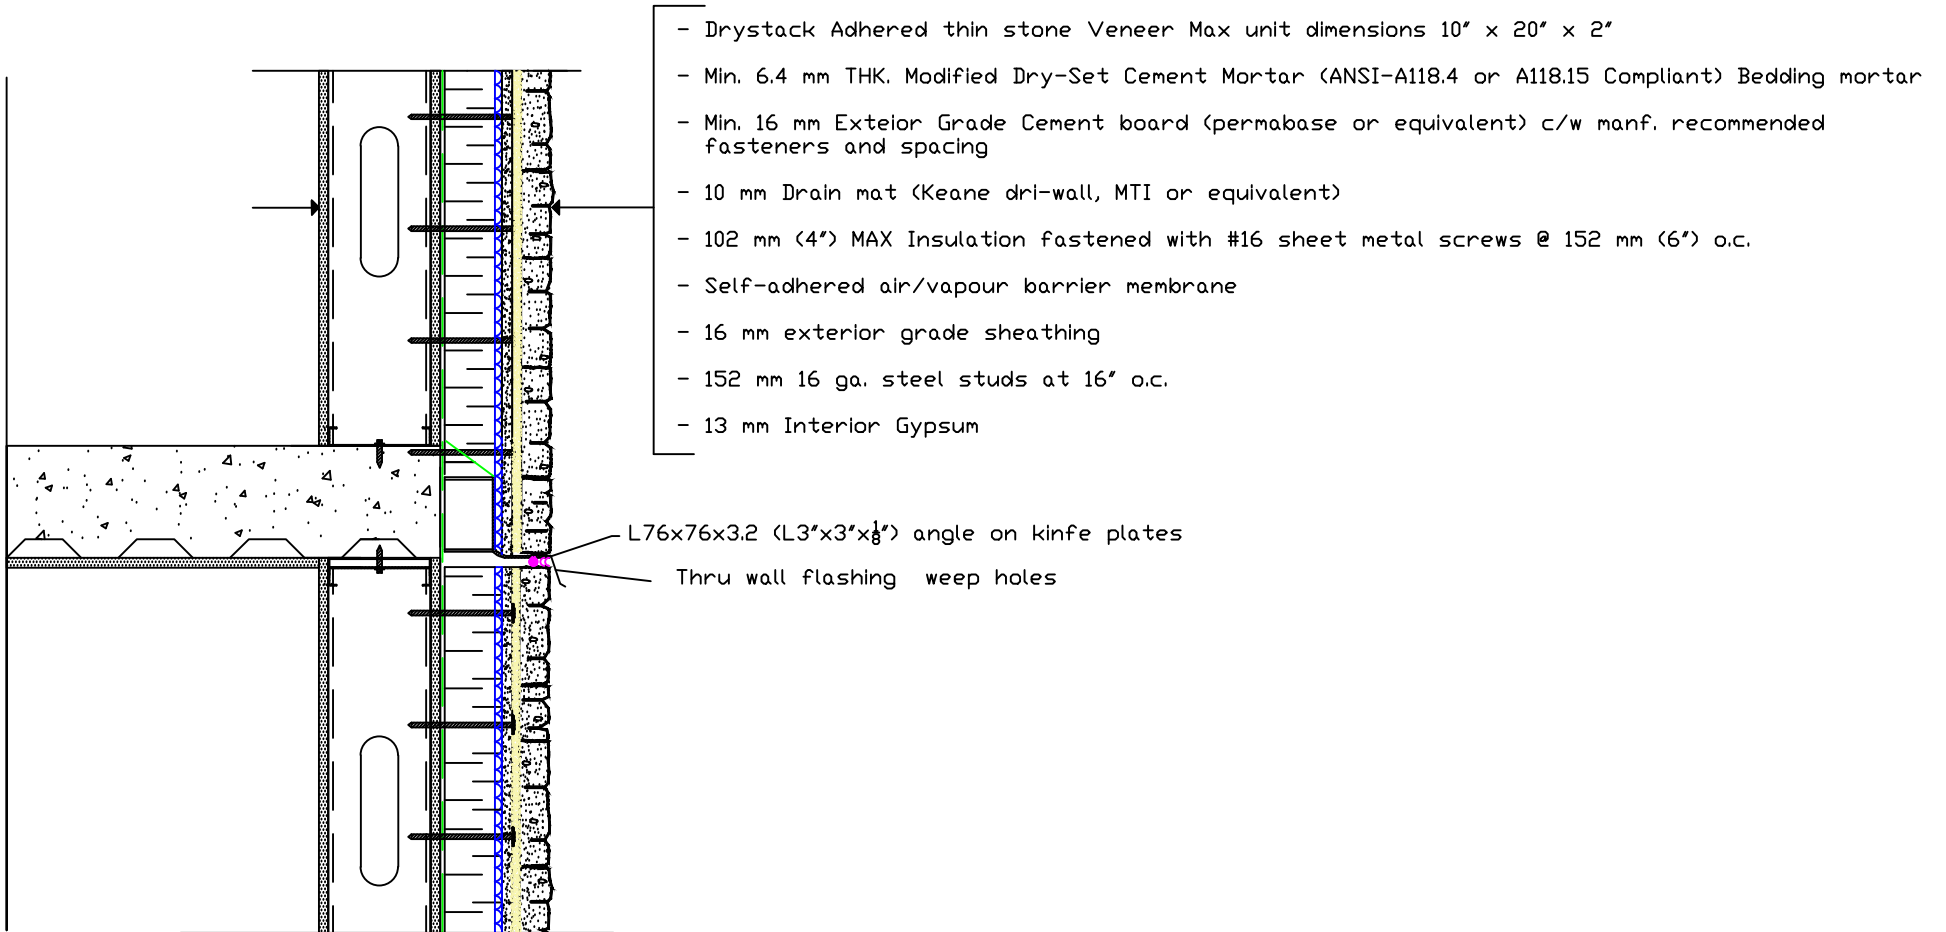 - Drystack Adhered thin stone Veneer Max unit dimensions 10" x 20" x 2"
- Min. 6.4 mm THK. Modified Dry-Set Cement Mortar (ANSI-A118.4 or A118.15 Compliant) Bedding mortar
- Min. 16 mm Exteior Grade Cement board (permabase or equivalent) c/w manf. recommended
fasteners and spacing
- 10 mm Drain mat (Keane dri-wall, MTI or equivalent)
- 102 mm (4") MAX Insulation fastened with #16 sheet metal screws @ 152 mm (6") o.c.
- Self-adhered air/vapour barrier membrane
- 16 mm exterior grade sheathing
- 152 mm 16 ga. steel studs at 16" o.c.
- 13 mm Interior Gypsum
L76x76x3.2 (L3"x3"x1/8") angle on kinfe plates
Thru wall flashing weep holes